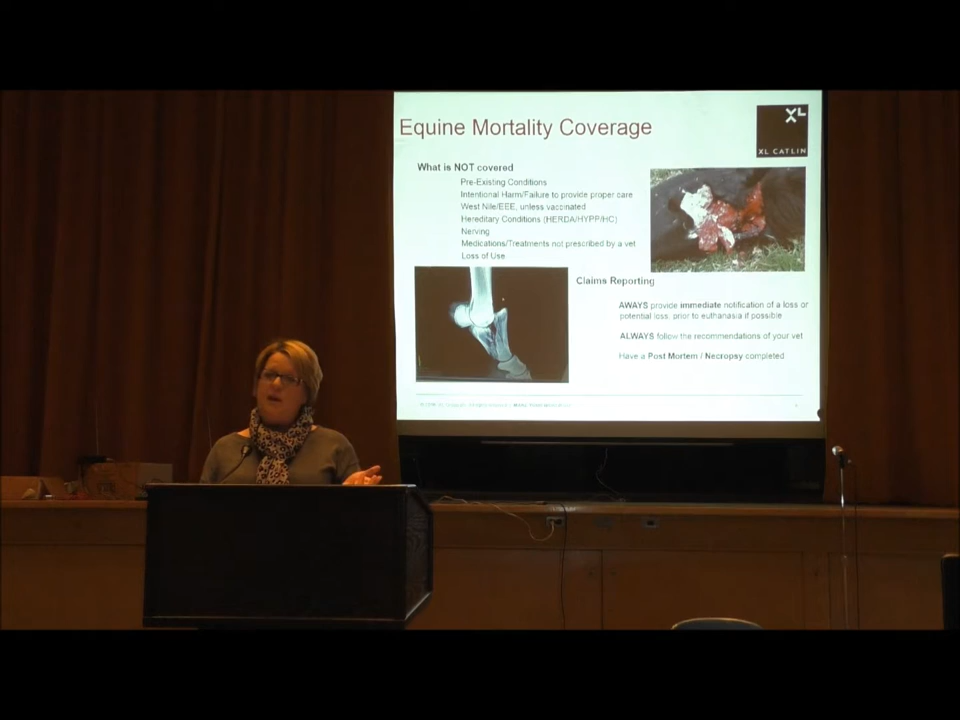 Equine Mortality Coverage
XL
XL CATLIN
What is NOT covered
Pre-Existing Conditions
Intentional Harm/Failure to provide proper care
West Nile/EEE, unless vaccinated
Hereditary Conditions (HERDA/HYPP/HC)
Nerving
Medications/Treatments not prescribed by a vet
Loss of Use
Claims Reporting
AWAYS provide immediate notification of a loss or
potential loss, prior to euthanasia if possible
ALWAYS follow the recommendations of your vet
Have a Post Mortem / Necropsy completed